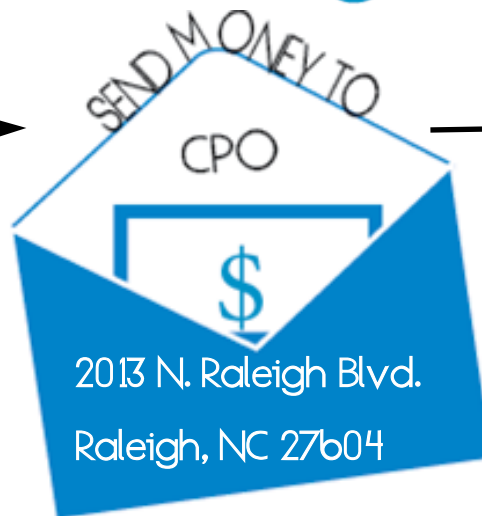 SEND MONEY TO
CPO
$
2013 N. Raleigh Blvd.
Raleigh, NC 27604